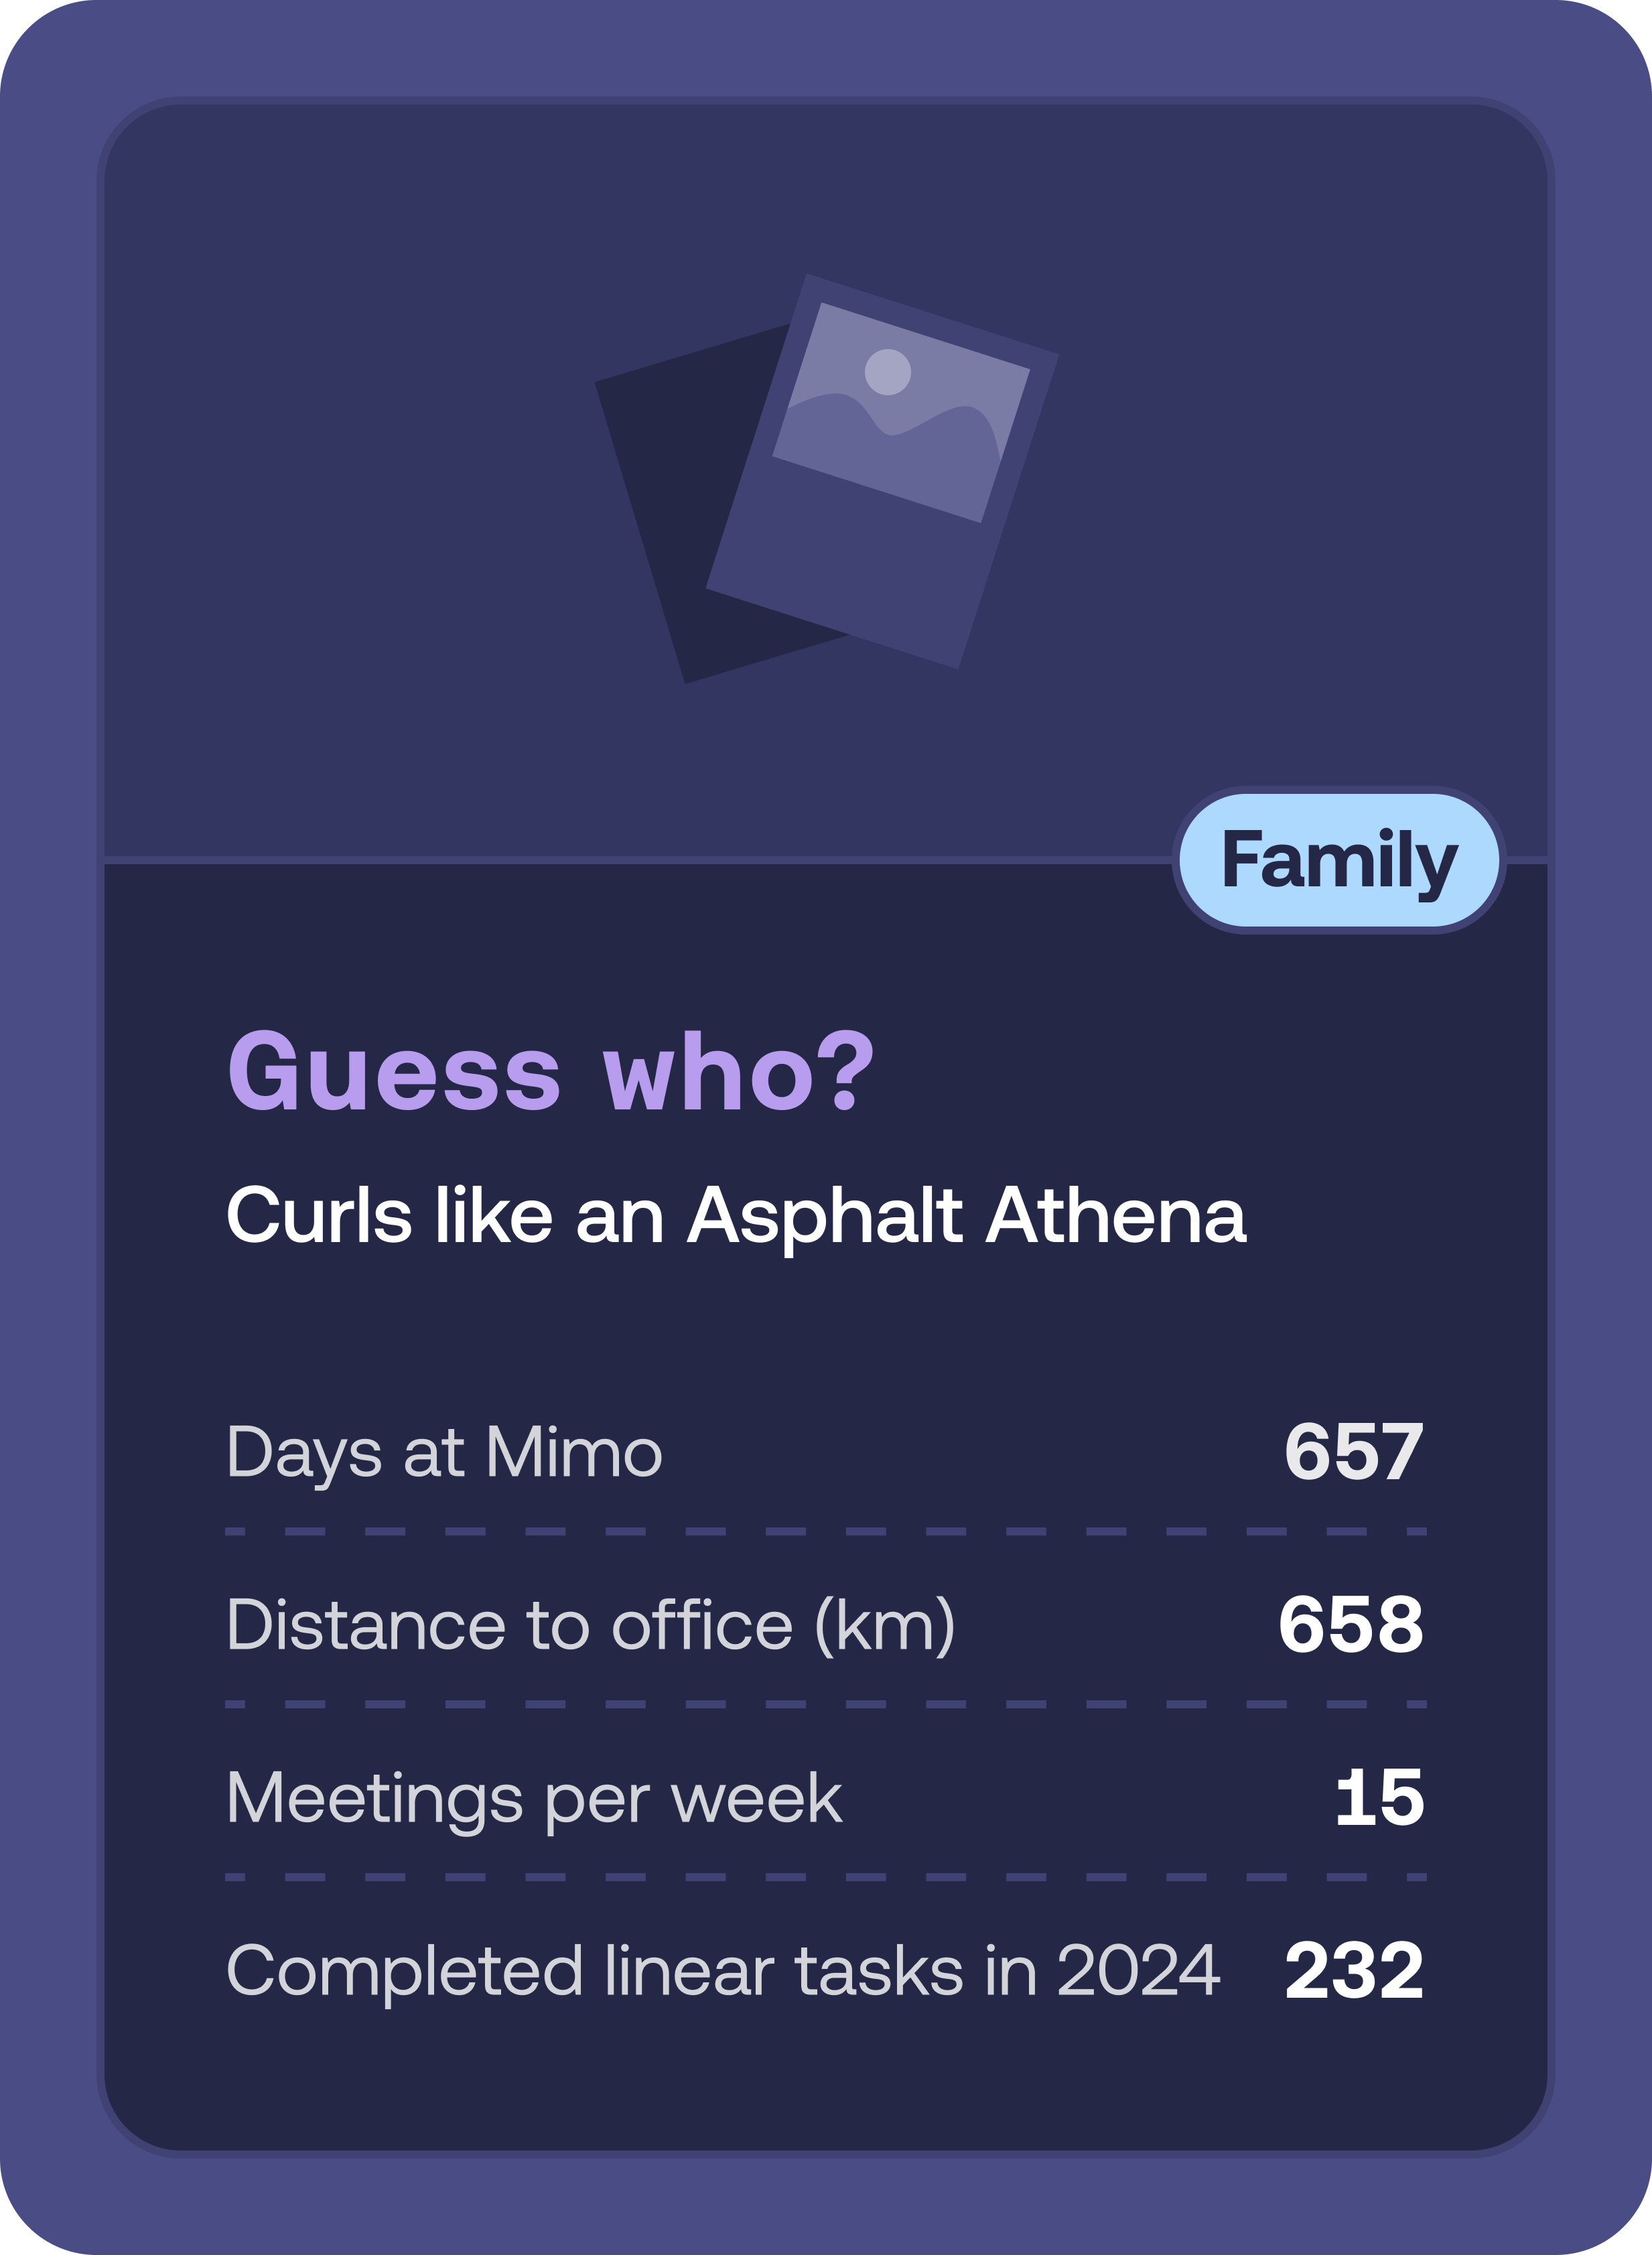 Family
Guess who?
Curls like an Asphalt Athena
Days at Mimo 657
Distance to office (km) 658
Meetings per week 15
Completed linear tasks in 2024 232